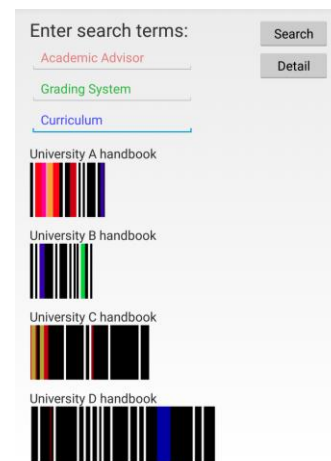 Enter search terms:
Search
Academic Advisor
Detail
Grading System
Curriculum
University A handbook
University B handbook
University C handbook
University D handbook